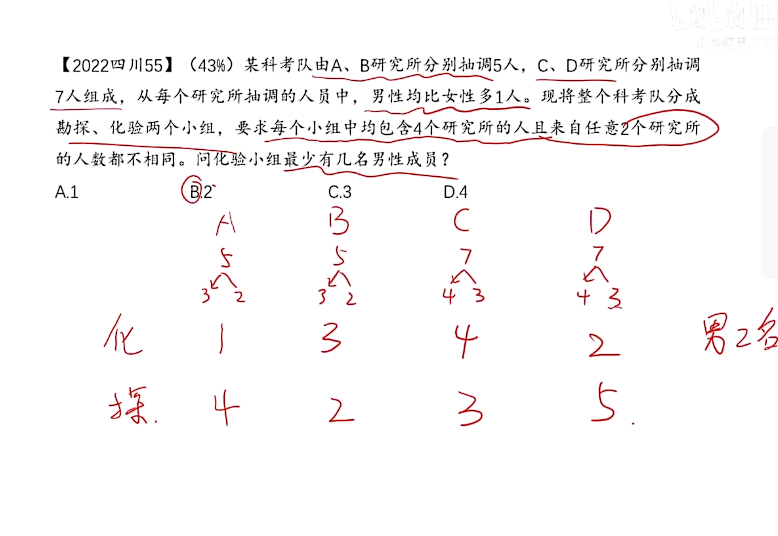 【2022四川55】（43%）某科考队由A、B研究所分别抽调5人，C、D研究所分别抽调
7人组成，从每个研究所抽调的人员中，男性均比女性多1人。现将整个科考队分成
勘探、化验两个小组，要求每个小组中均包含4个研究所的人且来自任意2个研究所
的人数都不相同。问化验小组最少有几名男性成员？
A.1 B.2 C.3 D.4
A B C D
5 5 7 7
3 2 3 2 4 3 4 3
化 1 3 4 2 男2名
探. 4 2 3 5.